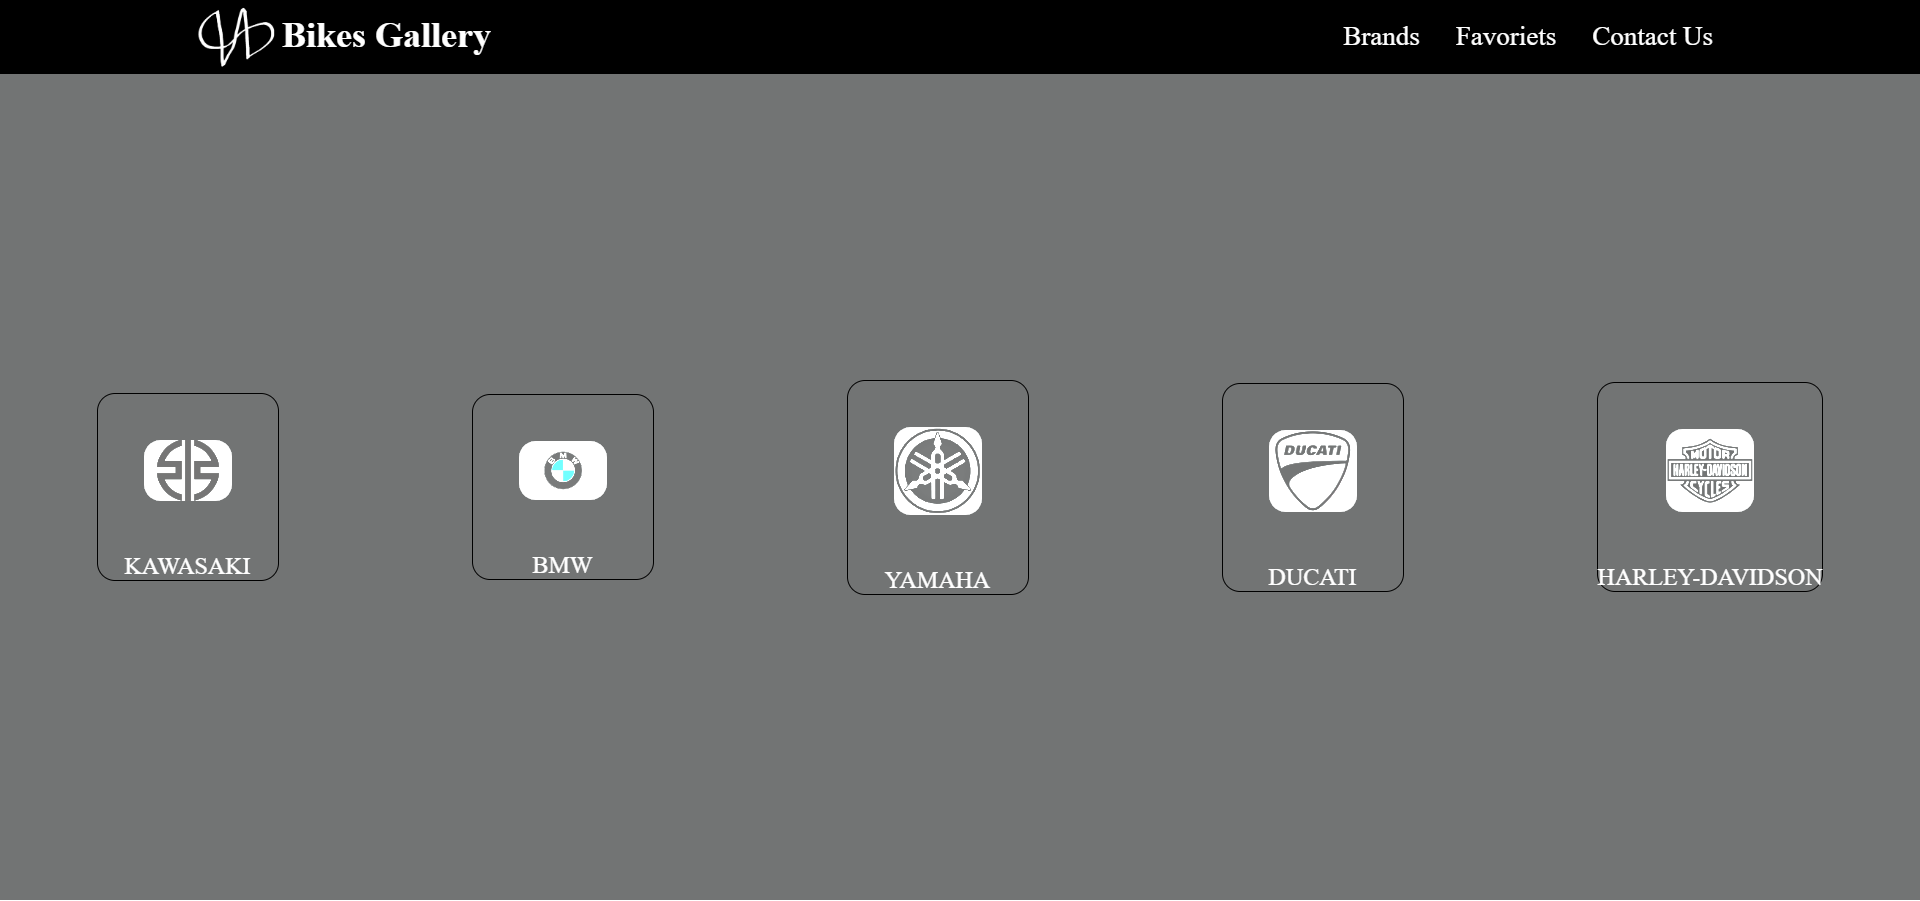 Bikes Gallery
Brands Favoriets Contact Us
BMW
DUCATI
MOTOR
HARLEY-DAVIDSON
CYCLES
KAWASAKI
BMW
YAMAHA
DUCATI
HARLEY-DAVIDSON